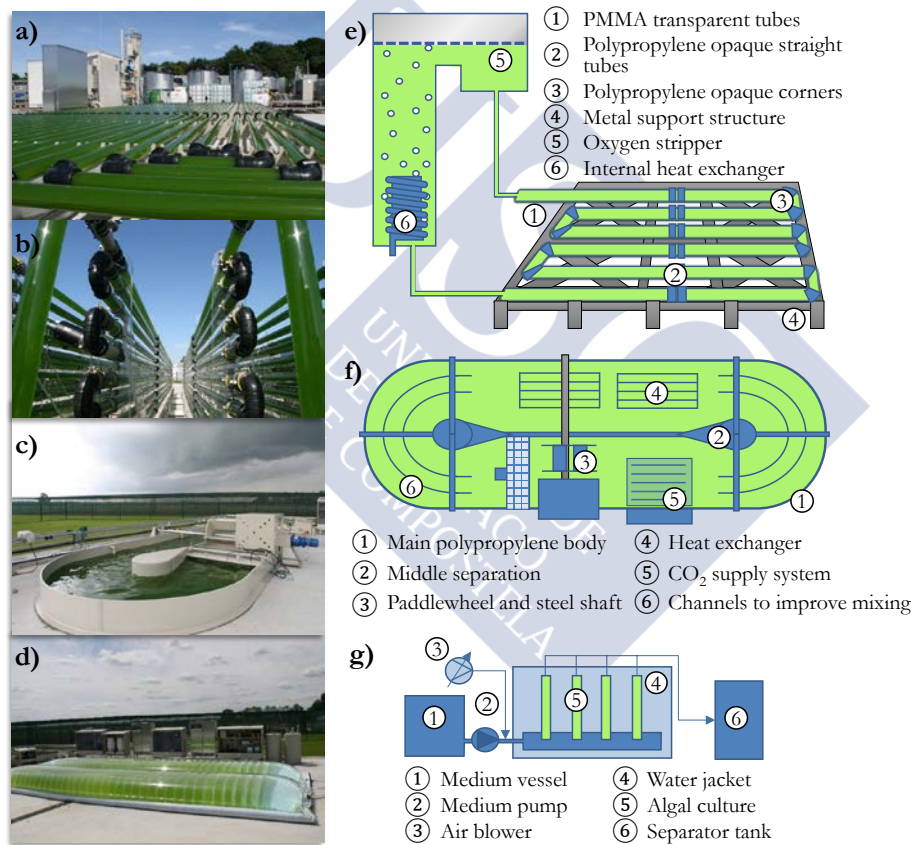 a)
b)
c)
d)
e)
① PMMA transparent tubes
② Polypropylene opaque straight
tubes
③ Polypropylene opaque corners
④ Metal support structure
⑤ Oxygen stripper
⑥ Internal heat exchanger
⑤
⑥
①
③
②
④
f)
④
②
③
⑥
⑤
①
① Main polypropylene body
② Middle separation
③ Paddlewheel and steel shaft
④ Heat exchanger
⑤ CO₂ supply system
⑥ Channels to improve mixing
g)
③
①
②
⑤
④
⑥
① Medium vessel
② Medium pump
③ Air blower
④ Water jacket
⑤ Algal culture
⑥ Separator tank